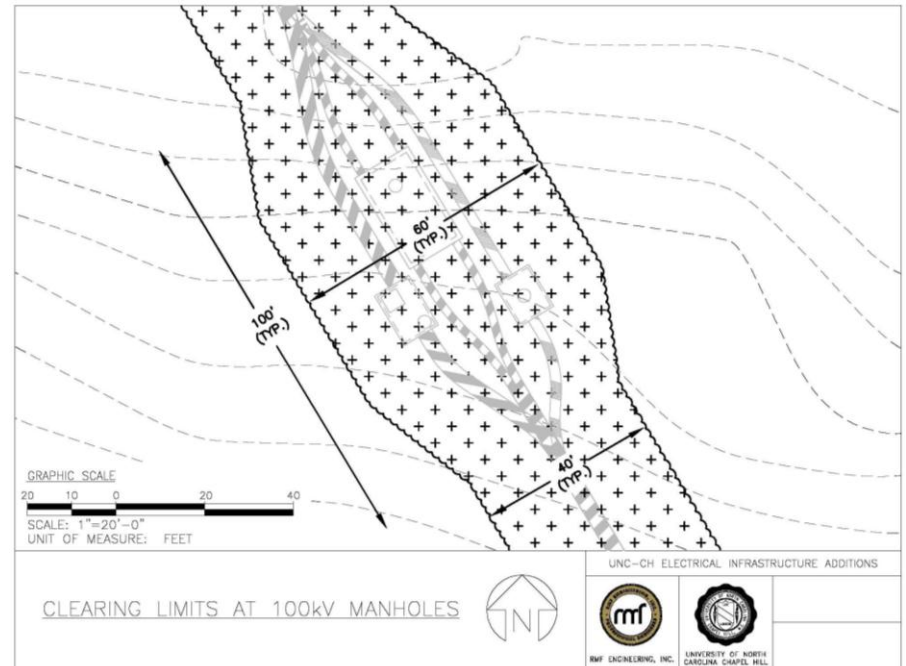 60'
(TYP.)
100'
(TYP.)
40'
(TYP.)
GRAPHIC SCALE
20 10 0 20 40
SCALE: 1"=20'-0"
UNIT OF MEASURE: FEET
CLEARING LIMITS AT 100kV MANHOLES
N
UNC-CH ELECTRICAL INFRASTRUCTURE ADDITIONS
rmf
RMF ENGINEERING, INC.
UNIVERSITY OF NORTH
CAROLINA CHAPEL HILL